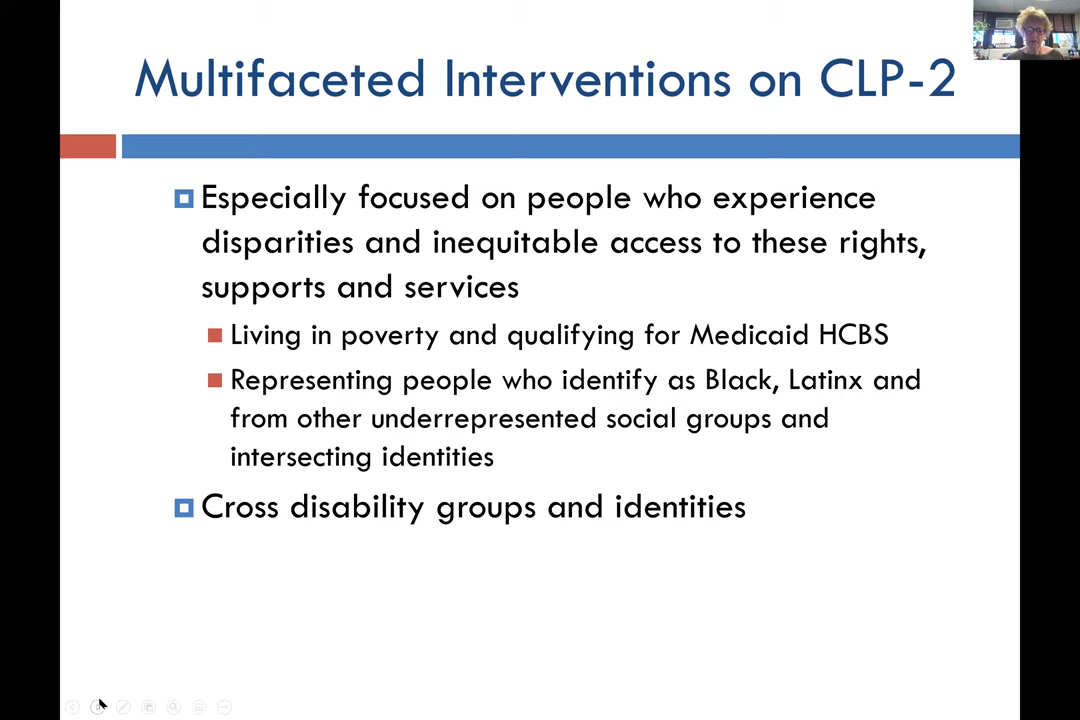 Multifaceted Interventions on CLP-2
Especially focused on people who experience
disparities and inequitable access to these rights,
supports and services
Living in poverty and qualifying for Medicaid HCBS
Representing people who identify as Black, Latinx and
from other underrepresented social groups and
intersecting identities
Cross disability groups and identities